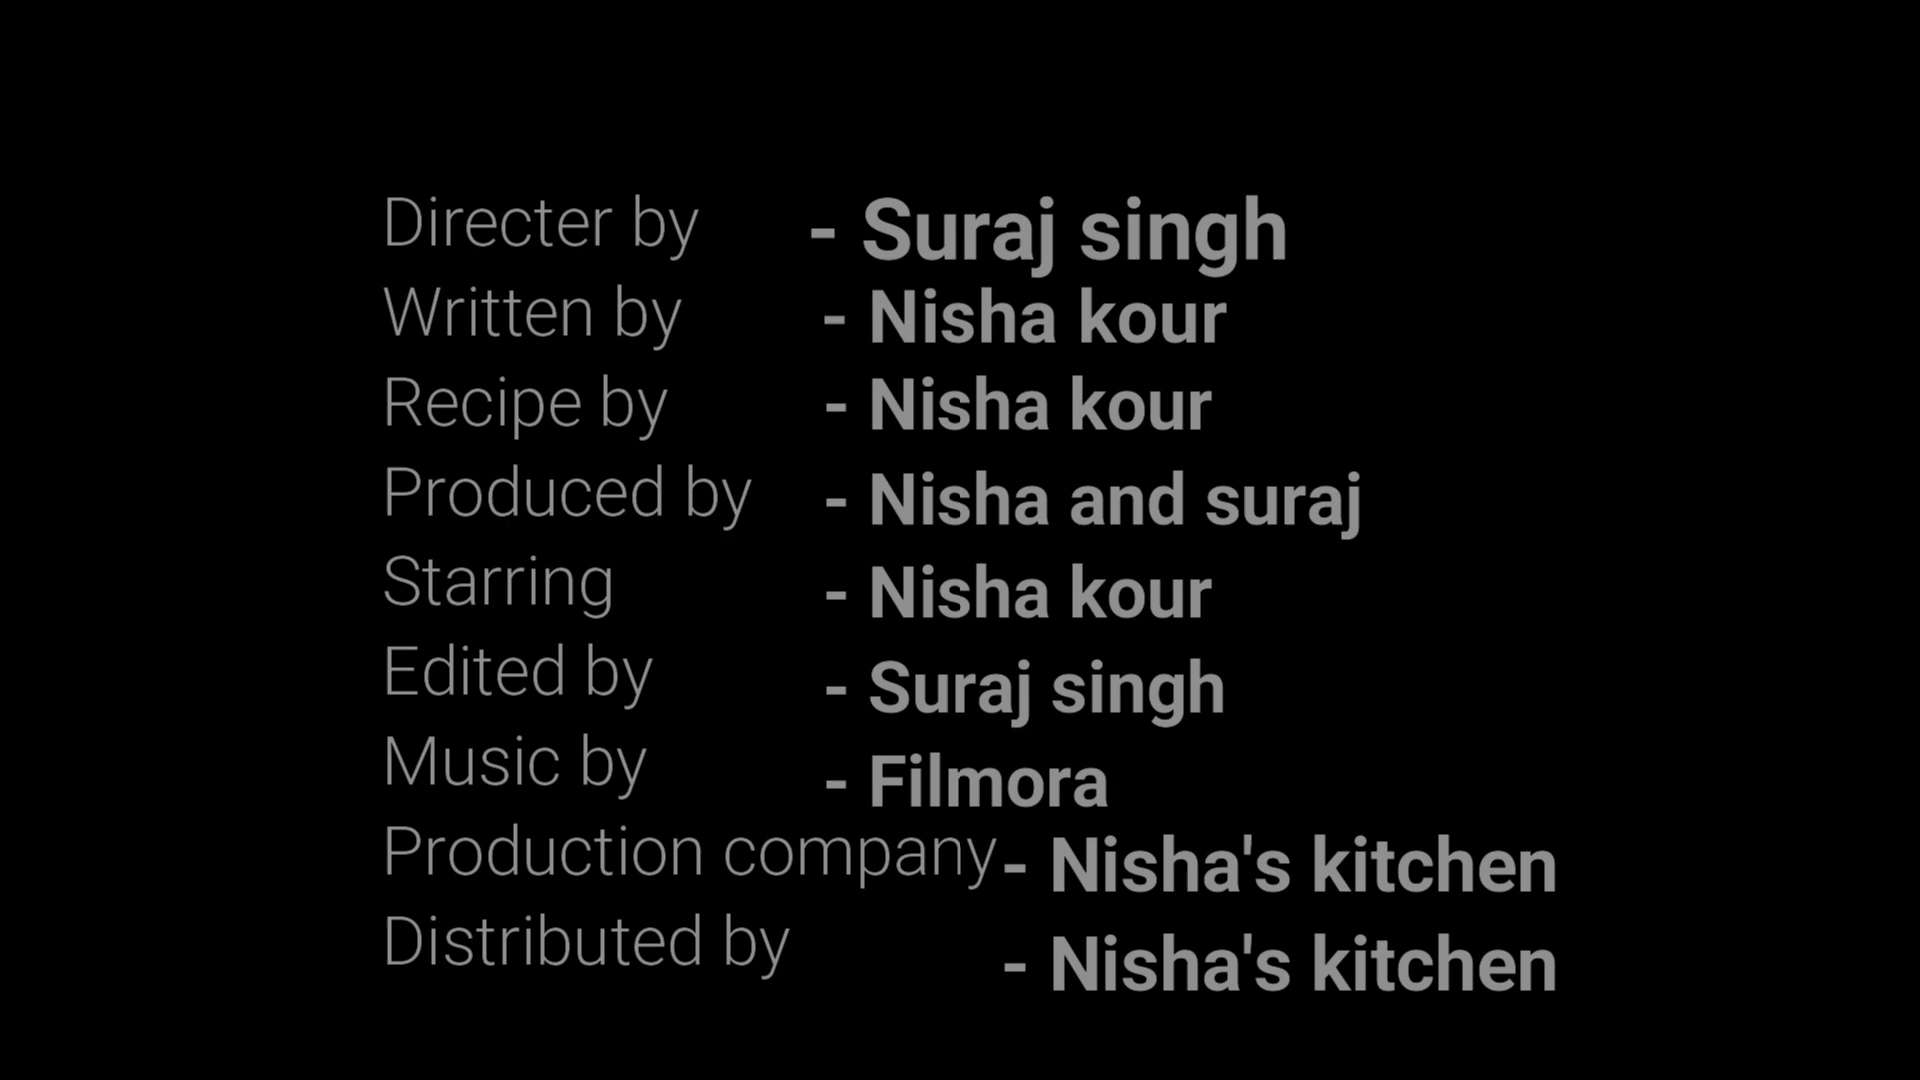 Directer by - Suraj singh
Written by - Nisha kour
Recipe by - Nisha kour
Produced by - Nisha and suraj
Starring - Nisha kour
Edited by - Suraj singh
Music by - Filmora
Production company - Nisha's kitchen
Distributed by - Nisha's kitchen